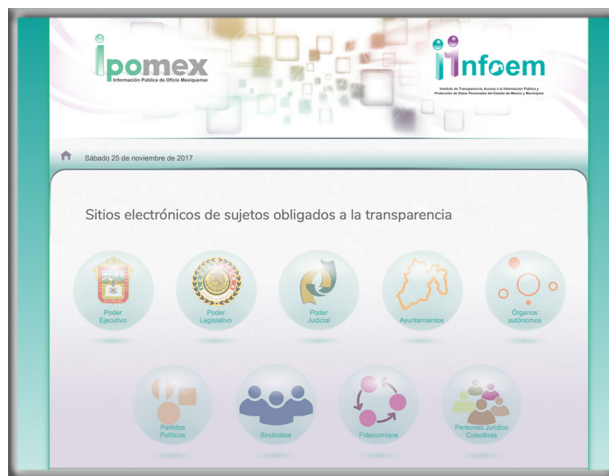 ipomex
Información Pública de Oficio Mexiquense
infoem
Instituto de Transparencia, Acceso a la Información Pública y
Protección de Datos Personales del Estado de México y Municipios
Sábado 25 de noviembre de 2017
Sitios electrónicos de sujetos obligados a la transparencia
Poder
Ejecutivo
Poder
Legislativo
Poder
Judicial
Ayuntamientos
Órganos
autónomos
Partidos
Políticos
Sindicatos
Fideicomisos
Personas Jurídico
Colectivas